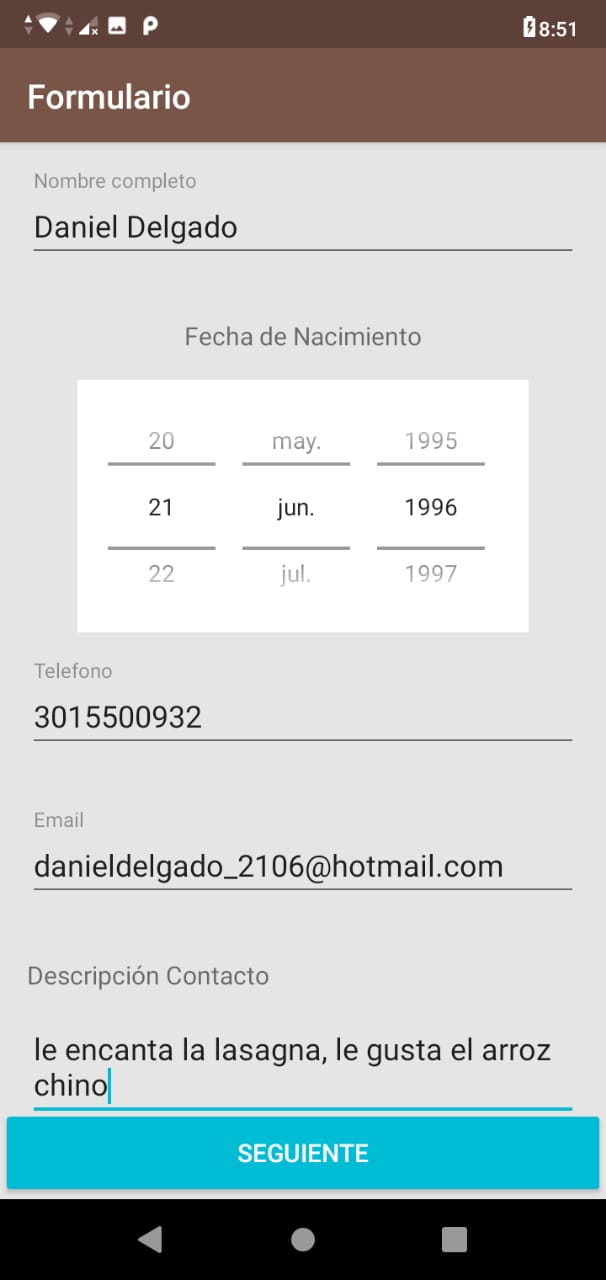 8:51
Formulario
Nombre completo
Daniel Delgado
Fecha de Nacimiento
20 may. 1995
21 jun. 1996
22 jul. 1997
Telefono
3015500932
Email
danieldelgado_2106@hotmail.com
Descripción Contacto
le encanta la lasagna, le gusta el arroz
chino
SEGUIENTE